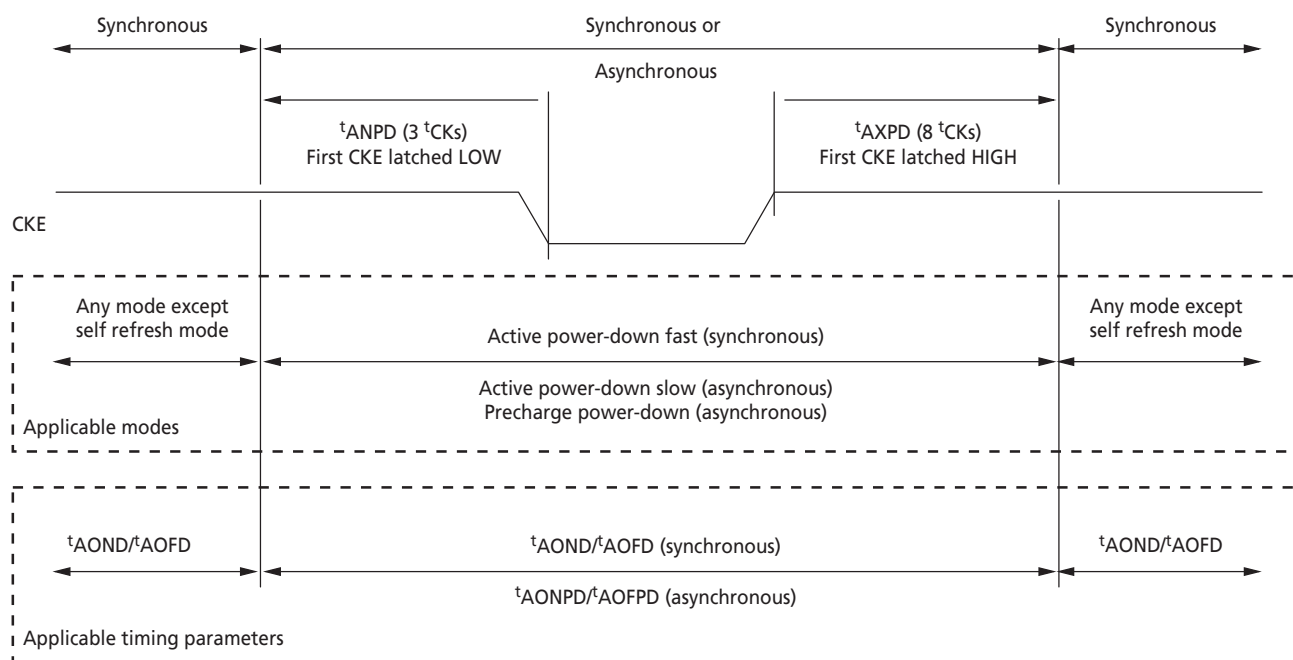 Synchronous
Synchronous or
Synchronous
Asynchronous
tANPD (3 tCKs)
First CKE latched LOW
tAXPD (8 tCKs)
First CKE latched HIGH
CKE
Any mode except
self refresh mode
Active power-down fast (synchronous)
Any mode except
self refresh mode
Active power-down slow (asynchronous)
Precharge power-down (asynchronous)
Applicable modes
tAOND/tAOFD
tAOND/tAOFD (synchronous)
tAOND/tAOFD
tAONPD/tAOFPD (asynchronous)
Applicable timing parameters